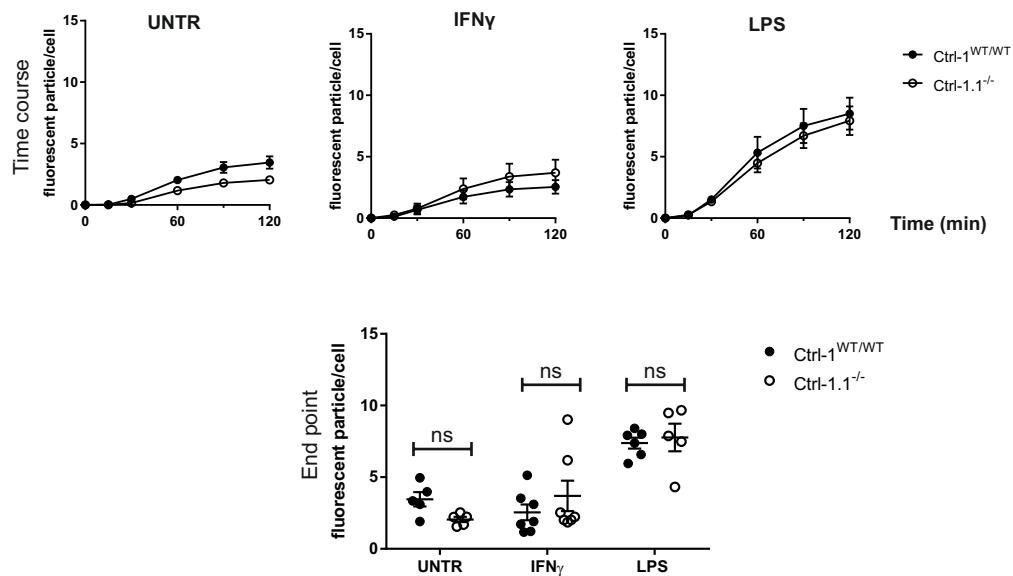 UNTR
IFNγ
LPS
Time course
fluorescent particle/cell
15
10
5
0
0
60
120
fluorescent particle/cell
15
10
5
0
0
60
120
fluorescent particle/cell
15
10
5
0
0
60
120
Time (min)
Ctrl-1WT/WT
Ctrl-1.1-/-
End point
fluorescent particle/cell
15
10
5
0
ns
ns
ns
UNTR
IFNγ
LPS
Ctrl-1WT/WT
Ctrl-1.1-/-